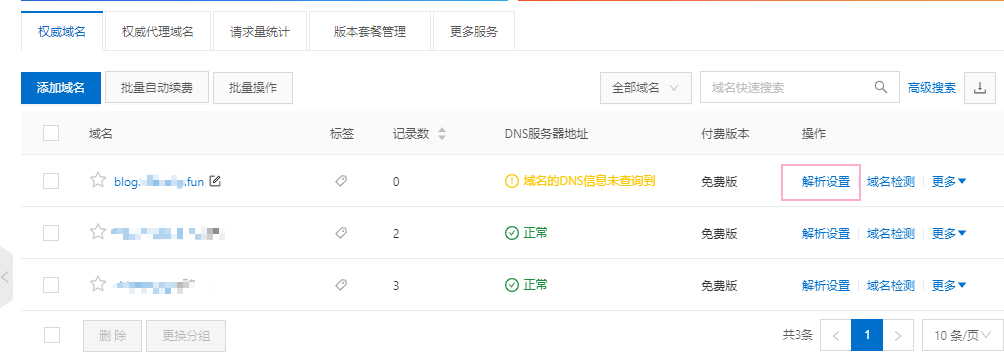 权威域名 权威代理域名 请求量统计 版本套餐管理 更多服务
添加域名 批量自动续费 批量操作 全部域名 域名快速搜索 高级搜索
域名 标签 记录数 DNS服务器地址 付费版本 操作
blog. .fun 0 域名的DNS信息未查询到 免费版 解析设置 域名检测 更多
2 正常 免费版 解析设置 域名检测 更多
3 正常 免费版 解析设置 域名检测 更多
删 除 更换分组 共3条 1 10 条/页